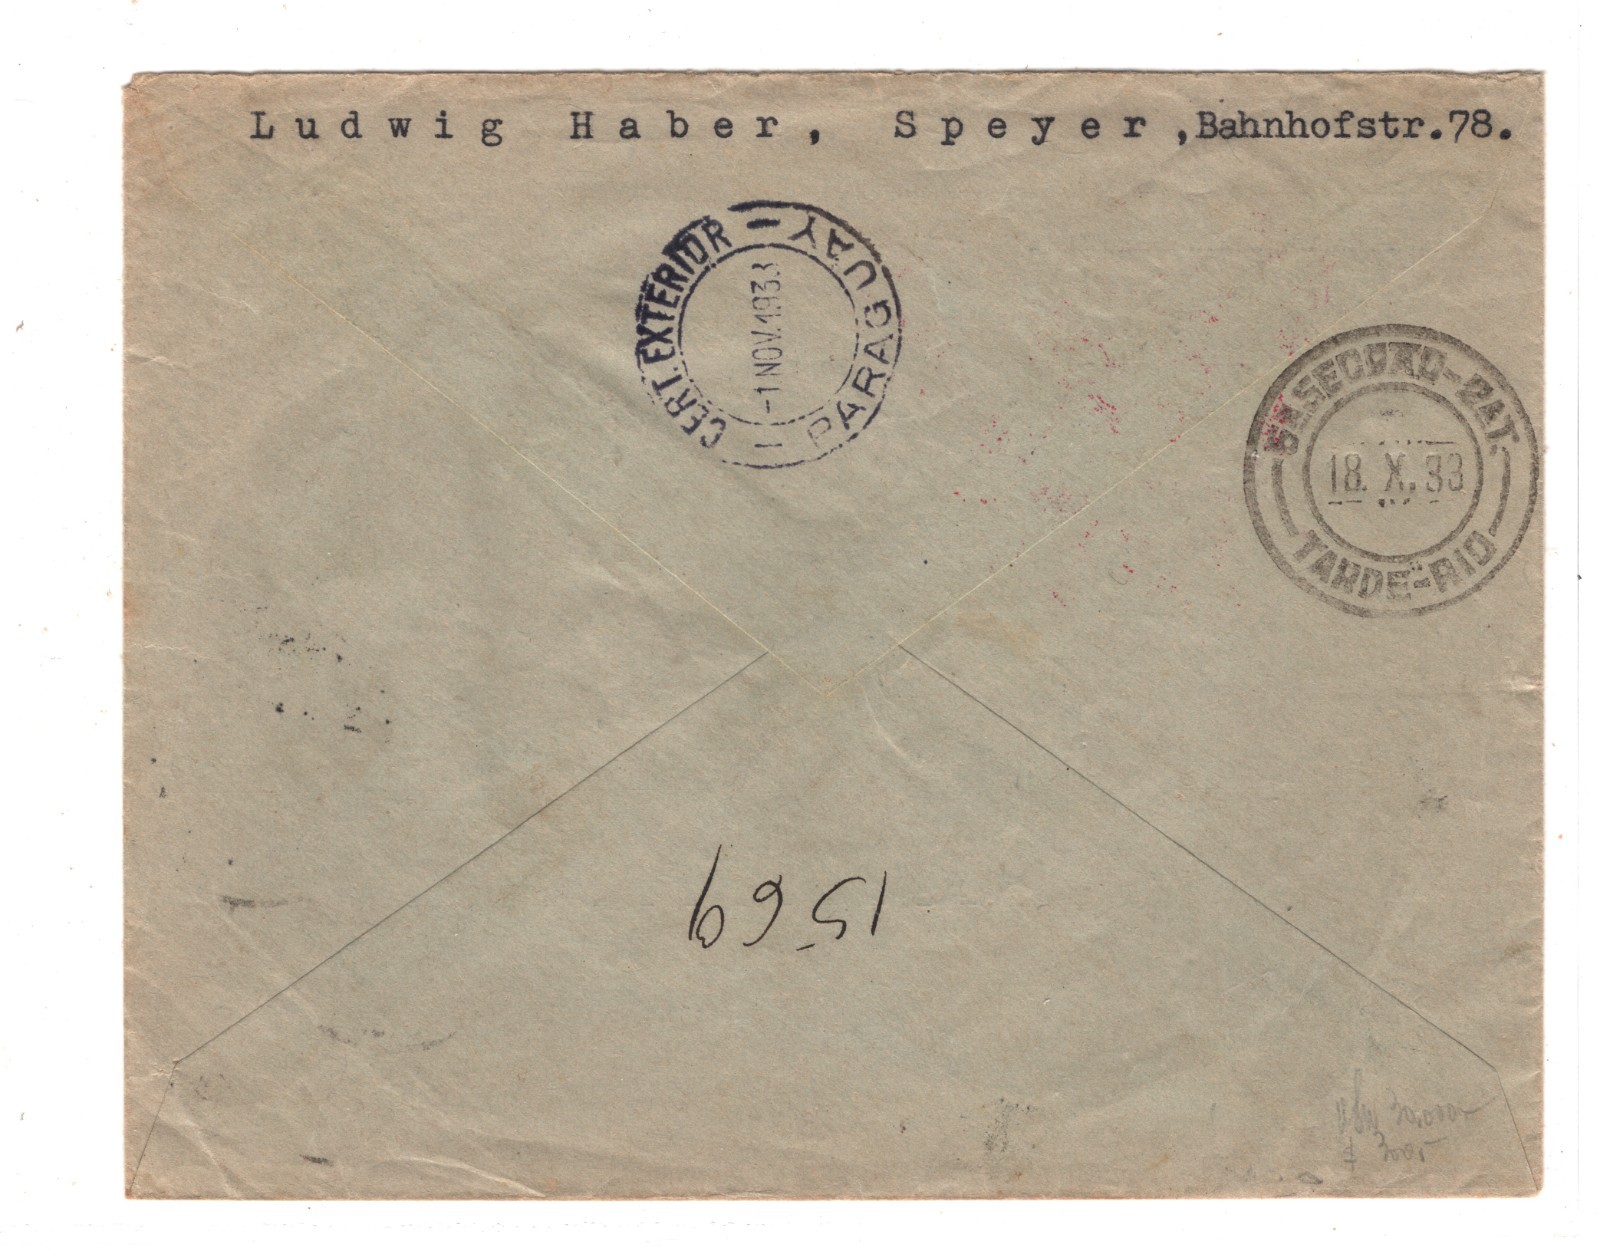 Ludwig Haber, Speyer, Bahnhofstr. 78.
CERT. EXTERIOR - PARAGUAY -
-1 NOV. 1933
18. X. 33
TARDE - RIO
1569